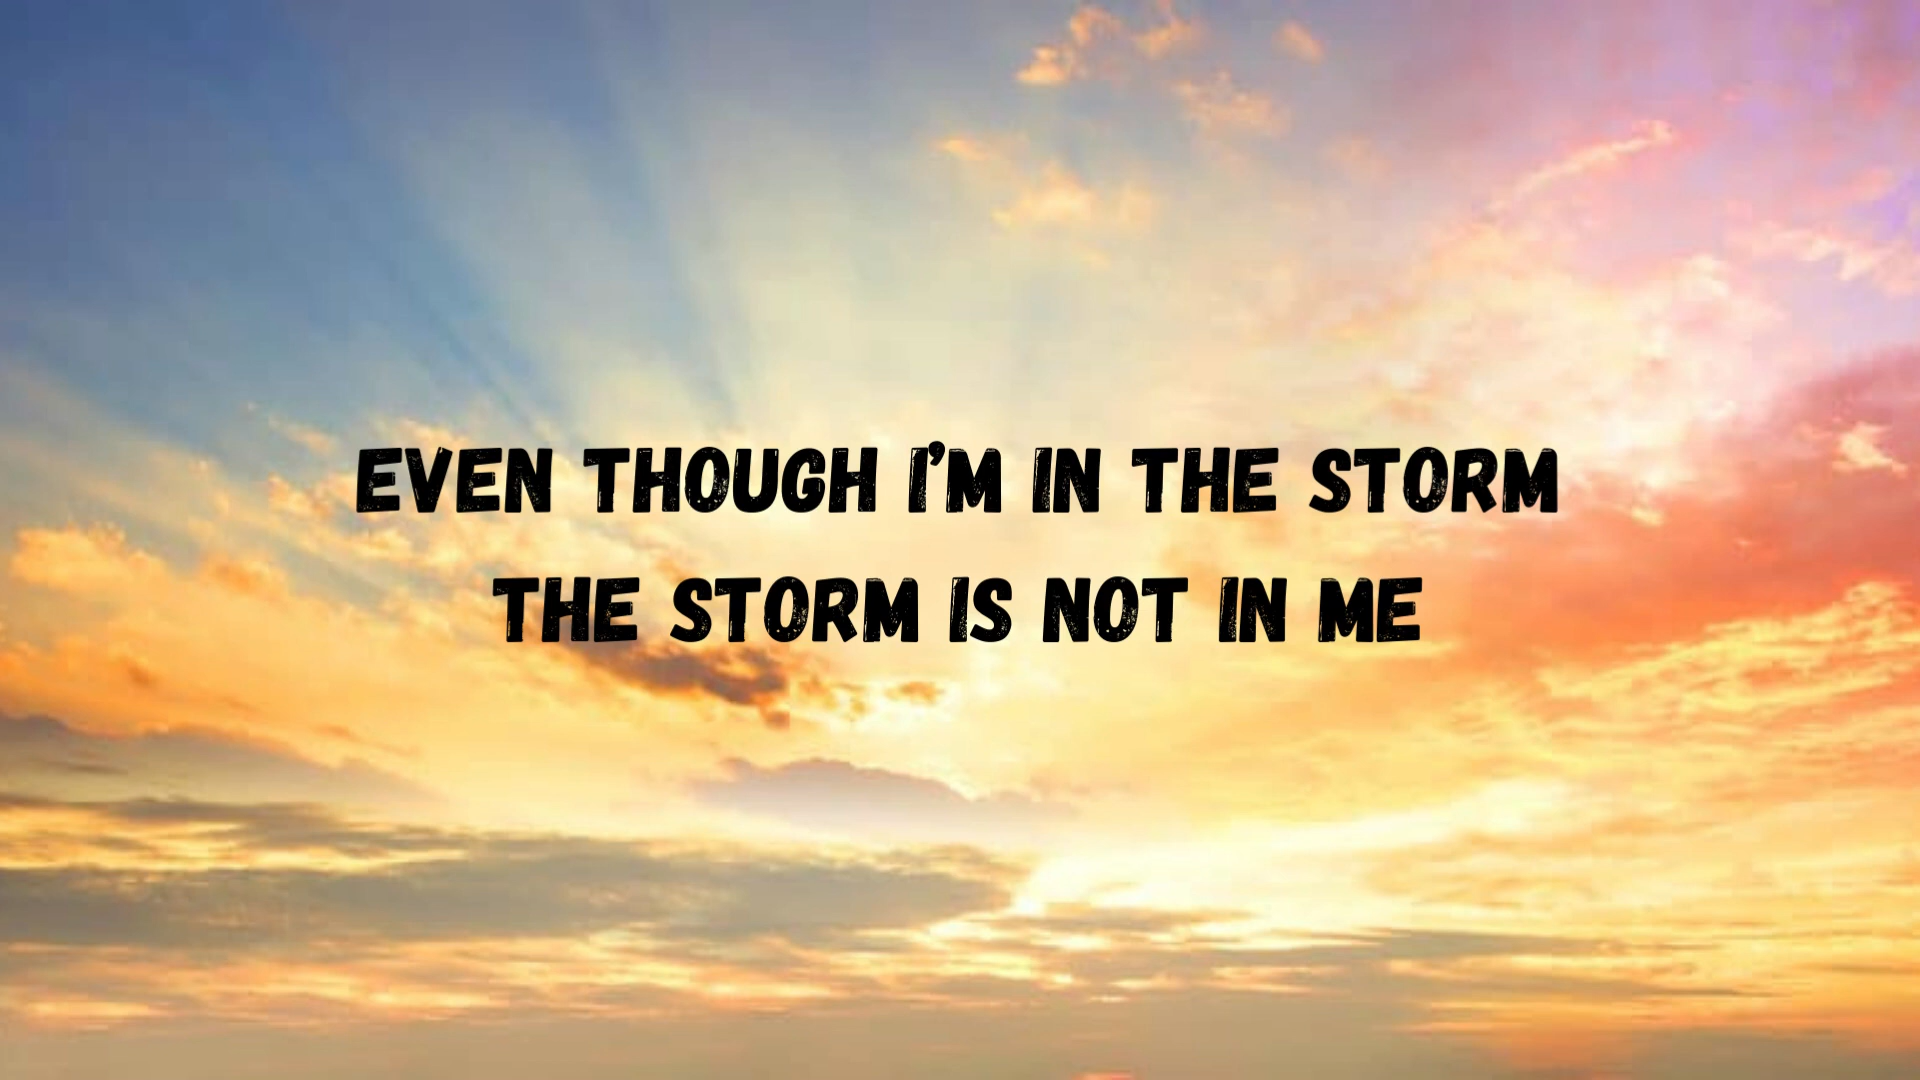 EVEN THOUGH I'M IN THE STORM
THE STORM IS NOT IN ME